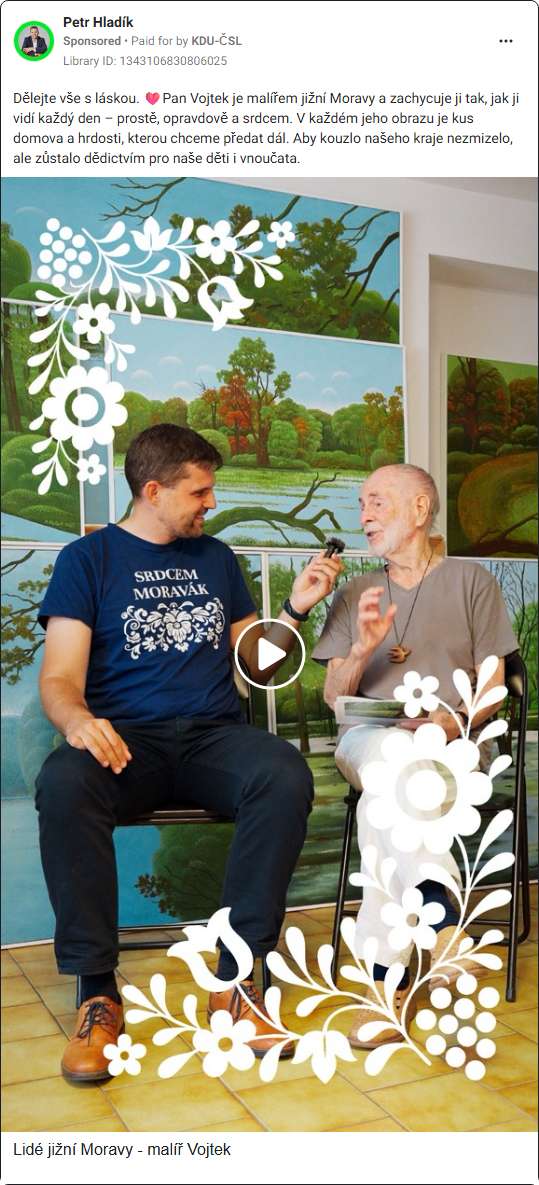 Petr Hladík
Sponsored • Paid for by KDU-ČSL
Library ID: 1343106830806025
Dělejte vše s láskou. 💗 Pan Vojtek je malířem jižní Moravy a zachycuje ji tak, jak ji
vidí každý den – prostě, opravdově a srdcem. V každém jeho obrazu je kus
domova a hrdosti, kterou chceme předat dál. Aby kouzlo našeho kraje nezmizelo,
ale zůstalo dědictvím pro naše děti i vnoučata.
SRDCEM
MORAVÁK
Lidé jižní Moravy - malíř Vojtek